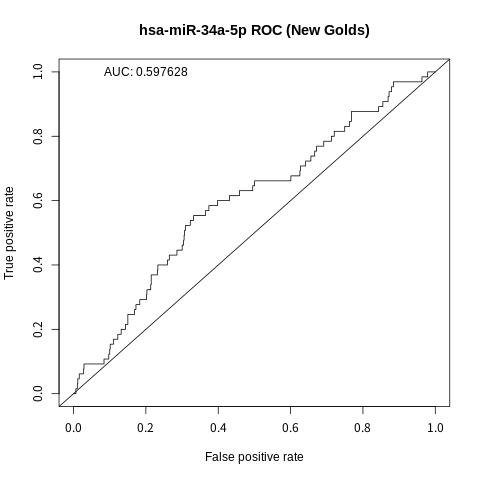 hsa-miR-34a-5p ROC (New Golds)
AUC: 0.597628
1.0
0.8
0.6
0.4
0.2
0.0
True positive rate
0.0 0.2 0.4 0.6 0.8 1.0
False positive rate